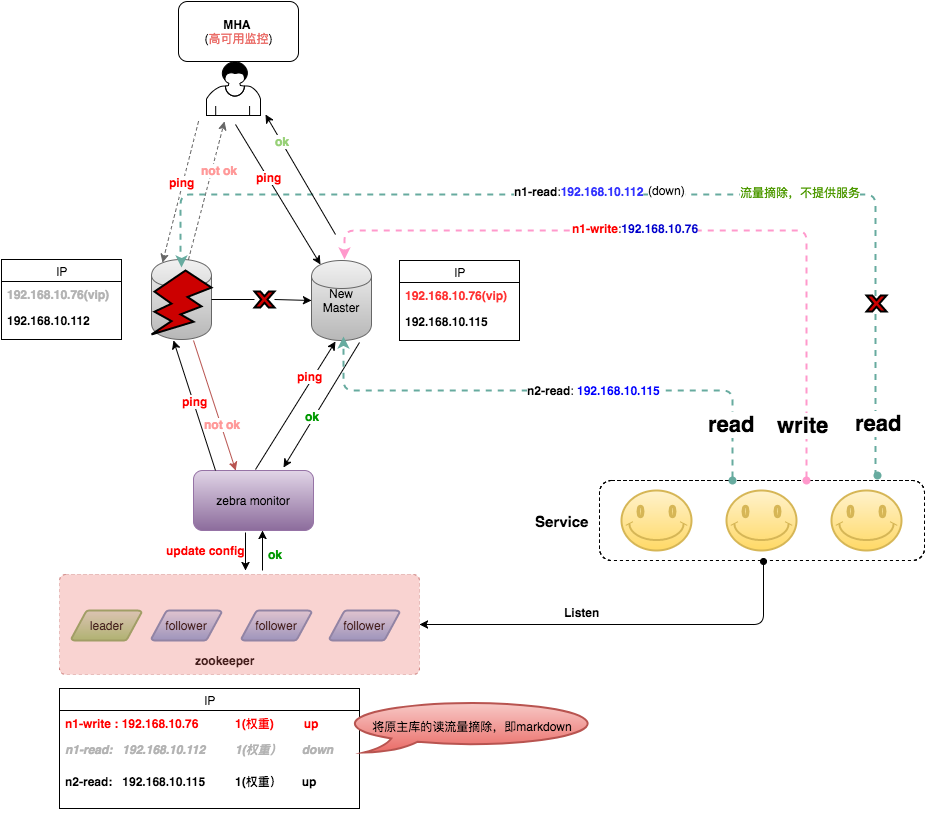 MHA
(高可用监控)
ok
not ok
ping
ping
n1-read:192.168.10.112 (down)
流量摘除，不提供服务
n1-write:192.168.10.76
IP
192.168.10.76(vip)
192.168.10.112
New
Master
IP
192.168.10.76(vip)
192.168.10.115
ping
n2-read: 192.168.10.115
ping
ok
not ok
read
write
read
zebra monitor
Service
update config
ok
leader
follower
follower
follower
zookeeper
Listen
IP
n1-write : 192.168.10.76 1(权重) up
n1-read: 192.168.10.112 1(权重） down
n2-read: 192.168.10.115 1(权重） up
将原主库的读流量摘除，即markdown